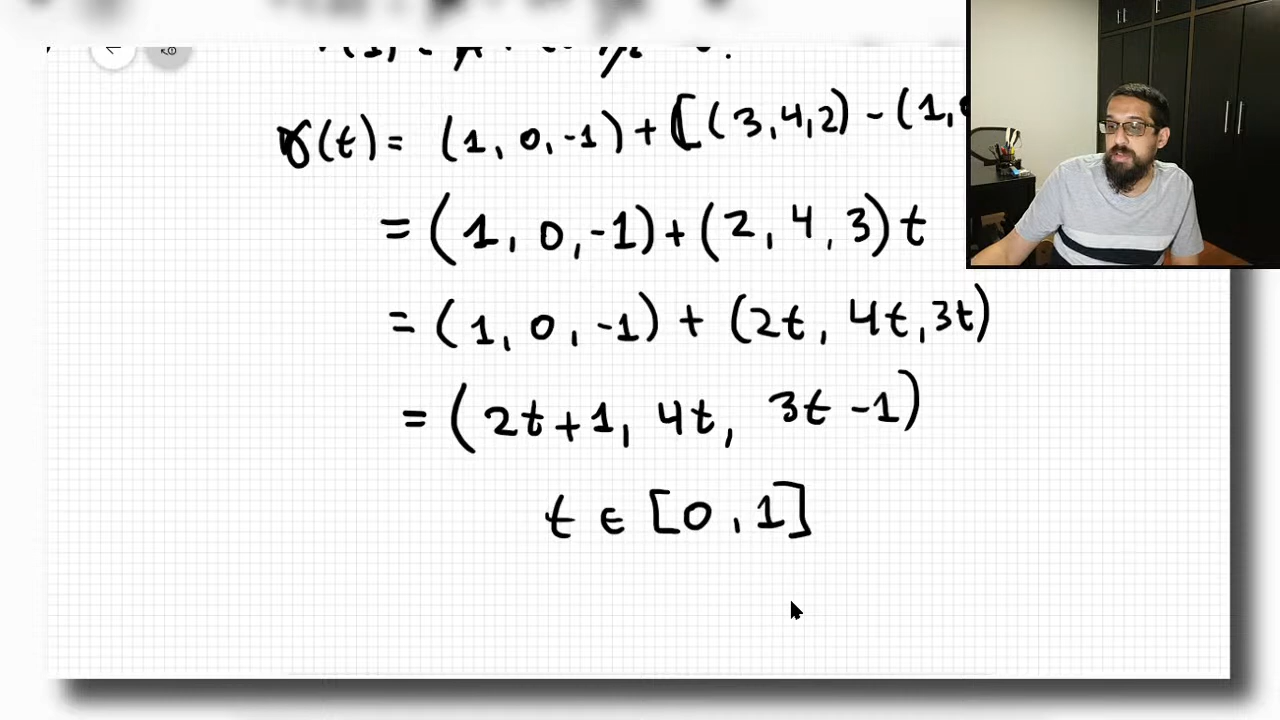 γ(t) = (1, 0, -1) + [(3,4,2) - (1,
= (1, 0, -1) + (2, 4, 3) t
= (1, 0, -1) + (2t, 4t, 3t)
= (2t+1, 4t, 3t -1)
t ∈ [0, 1]